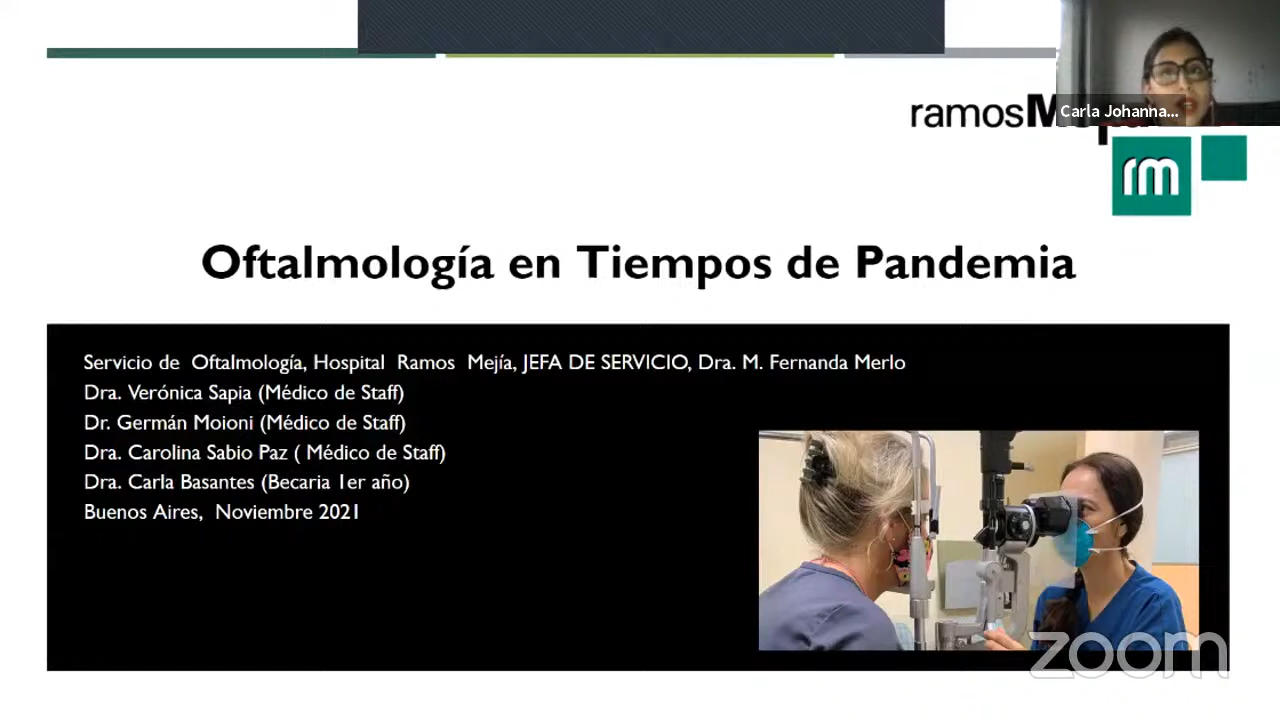 ramosM
Carla Johanna...
rm
Oftalmología en Tiempos de Pandemia
Servicio de Oftalmología, Hospital Ramos Mejía, JEFA DE SERVICIO, Dra. M. Fernanda Merlo
Dra. Verónica Sapia (Médico de Staff)
Dr. Germán Moioni (Médico de Staff)
Dra. Carolina Sabio Paz ( Médico de Staff)
Dra. Carla Basantes (Becaria 1er año)
Buenos Aires, Noviembre 2021
zoom